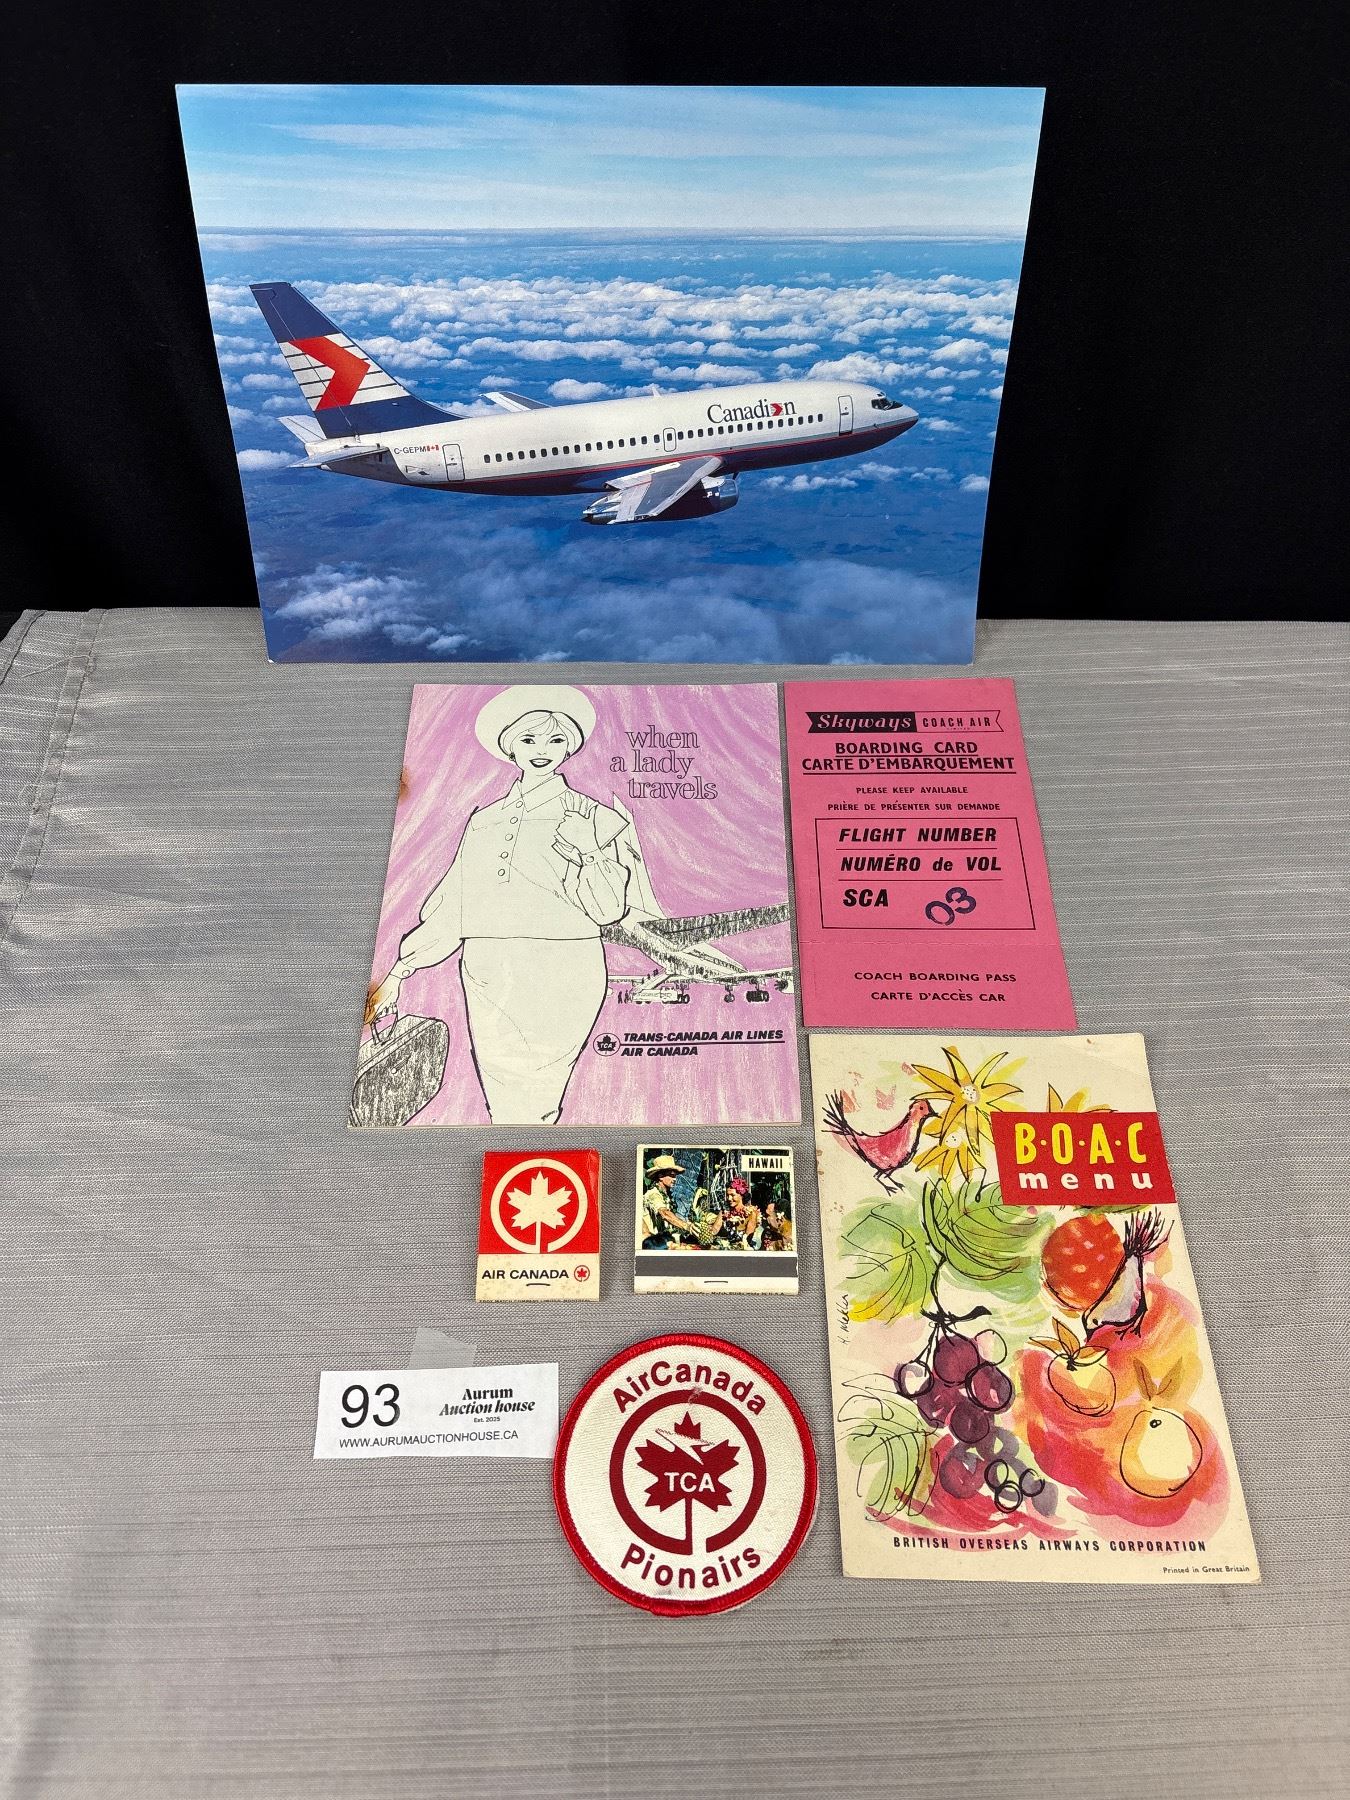 Canadian
C-GEPM
when
a lady
travels
TCA
TRANS-CANADA AIR LINES
AIR CANADA
Skyways COACH AIR
LIMITED
BOARDING CARD
CARTE D'EMBARQUEMENT
PLEASE KEEP AVAILABLE
PRIÈRE DE PRÉSENTER SUR DEMANDE
FLIGHT NUMBER
NUMÉRO de VOL
SCA 03
COACH BOARDING PASS
CARTE D'ACCÈS CAR
B·O·A·C
menu
BRITISH OVERSEAS AIRWAYS CORPORATION
Printed in Great Britain
AIR CANADA
HAWAII
93
Aurum
Auction house
Est. 2025
WWW.AURUMAUCTIONHOUSE.CA
AirCanada
TCA
Pionairs